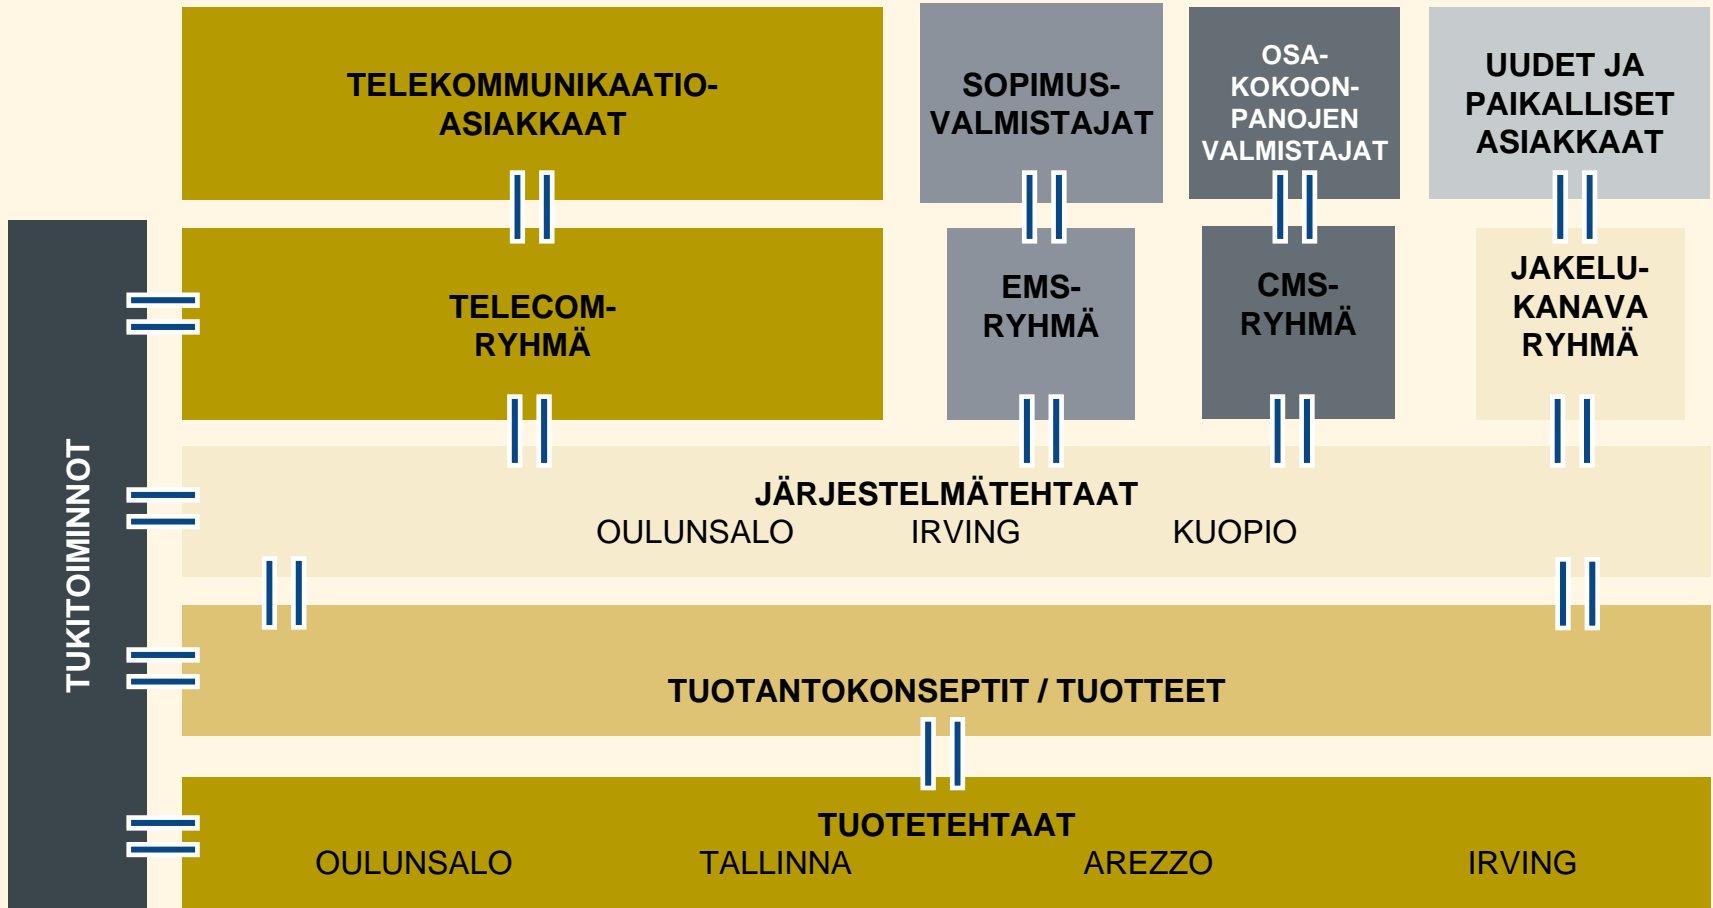 TELEKOMMUNIKAATIO-
ASIAKKAAT
SOPIMUS-
VALMISTAJAT
OSA-
KOKOON-
PANOJEN
VALMISTAJAT
UUDET JA
PAIKALLISET
ASIAKKAAT
TELECOM-
RYHMÄ
EMS-
RYHMÄ
CMS-
RYHMÄ
JAKELU-
KANAVA
RYHMÄ
TUKITOIMINNOT
JÄRJESTELMÄTEHTAAT
OULUNSALO IRVING KUOPIO
TUOTANTOKONSEPTIT / TUOTTEET
TUOTETEHTAAT
OULUNSALO TALLINNA AREZZO IRVING